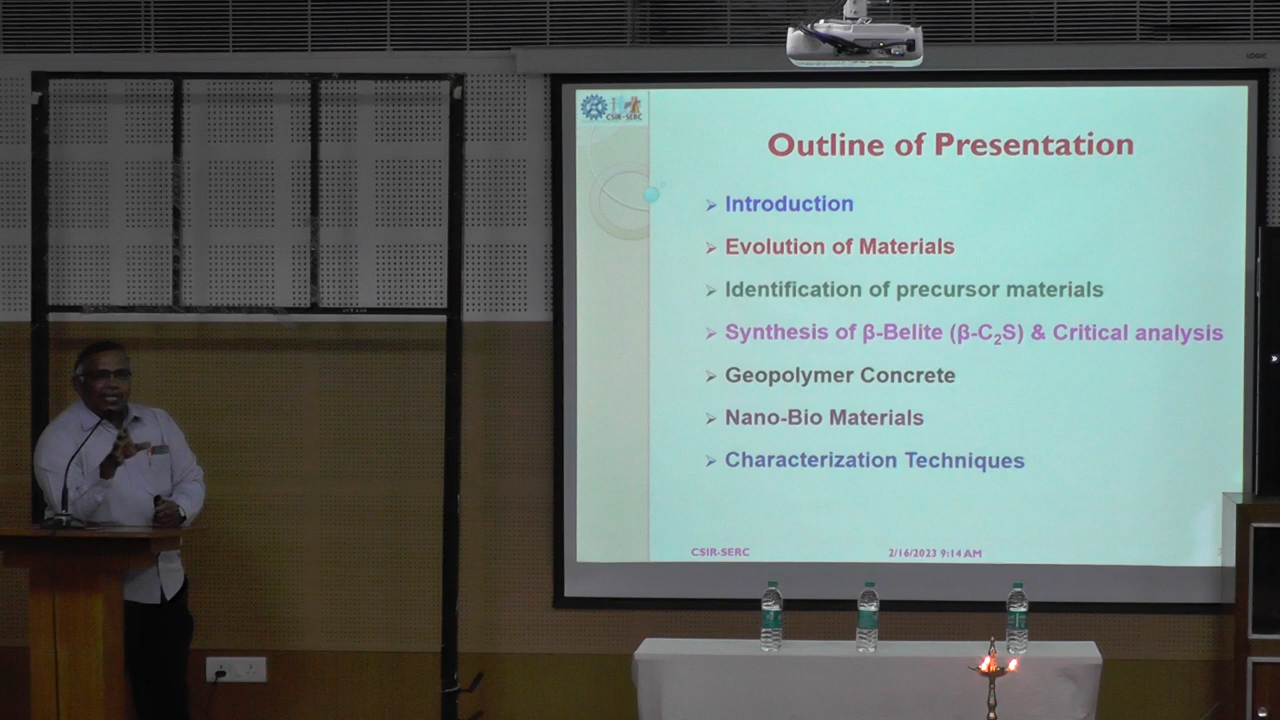 LOGIC
CSIR-SERC
Outline of Presentation
➢ Introduction
➢ Evolution of Materials
➢ Identification of precursor materials
➢ Synthesis of β-Belite (β-C₂S) & Critical analysis
➢ Geopolymer Concrete
➢ Nano-Bio Materials
➢ Characterization Techniques
CSIR-SERC 2/16/2023 9:14 AM